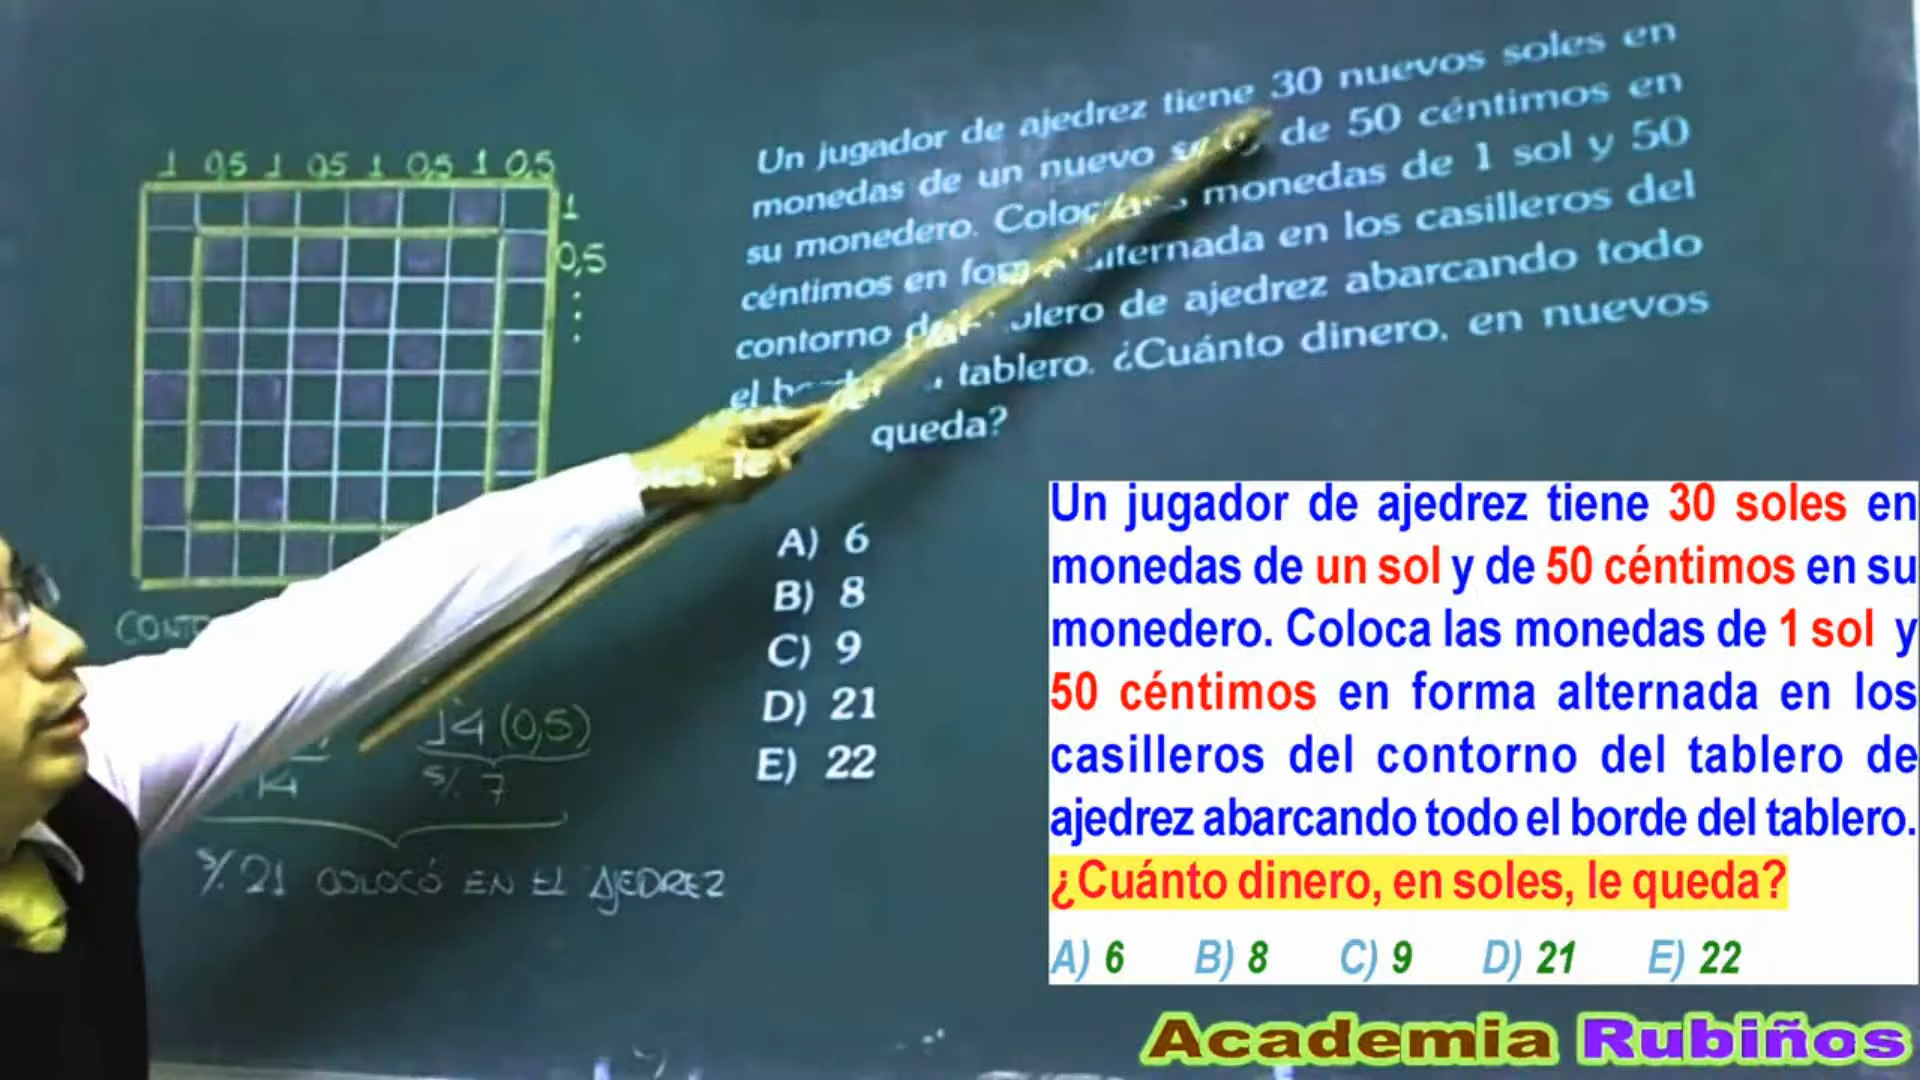 1 0,5 1 0,5 1 0,5 1 0,5
1
0,5
Un jugador de ajedrez tiene 30 nuevos soles en
monedas de un nuevo de 50 céntimos en
su monedero. monedas de 1 sol y 50
céntimos en alternada en los casilleros del
contorno de ajedrez abarcando todo
el tablero. ¿Cuánto dinero, en nuevos
queda?
A) 6
B) 8
C) 9
D) 21
E) 22
14 (0,5)
14
S/. 7
S/. 21 COLOCÓ EN EL AJEDREZ
Un jugador de ajedrez tiene 30 soles en
monedas de un sol y de 50 céntimos en su
monedero. Coloca las monedas de 1 sol y
50 céntimos en forma alternada en los
casilleros del contorno del tablero de
ajedrez abarcando todo el borde del tablero.
¿Cuánto dinero, en soles, le queda?
A) 6 B) 8 C) 9 D) 21 E) 22
Academia Rubiños